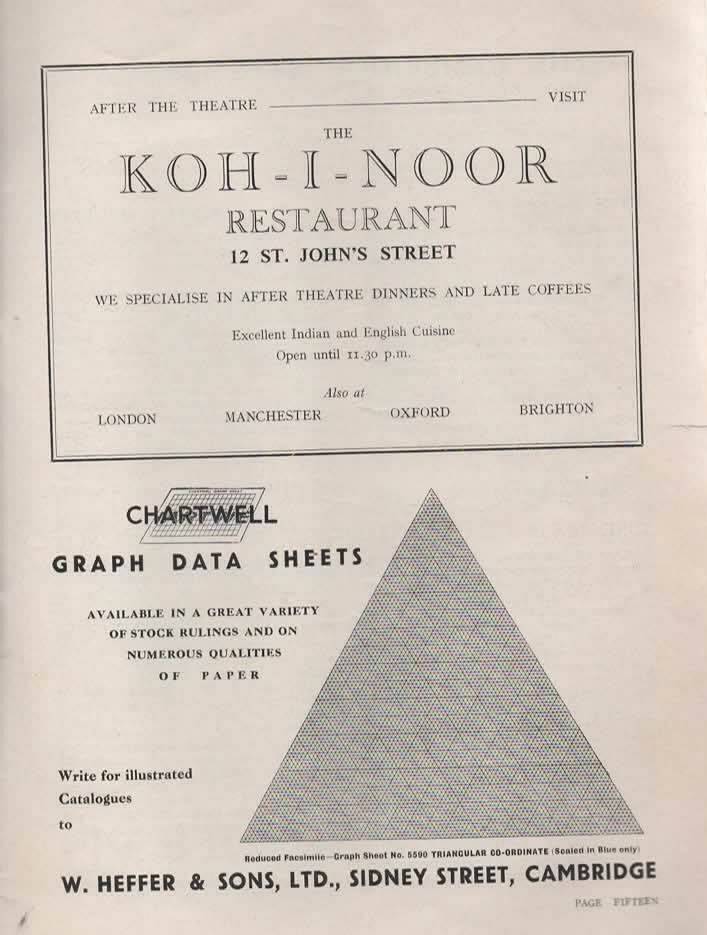 AFTER THE THEATRE VISIT
THE
KOH-I-NOOR
RESTAURANT
12 ST. JOHN'S STREET
WE SPECIALISE IN AFTER THEATRE DINNERS AND LATE COFFEES
Excellent Indian and English Cuisine
Open until 11.30 p.m.
Also at
LONDON MANCHESTER OXFORD BRIGHTON
CHARTWELL
GRAPH DATA SHEETS
AVAILABLE IN A GREAT VARIETY
OF STOCK RULINGS AND ON
NUMEROUS QUALITIES
OF PAPER
Write for illustrated
Catalogues
to
Reduced Facsimile—Graph Sheet No. 5590 TRIANGULAR CO-ORDINATE (Scaled in Blue only)
W. HEFFER & SONS, LTD., SIDNEY STREET, CAMBRIDGE
PAGE FIFTEEN